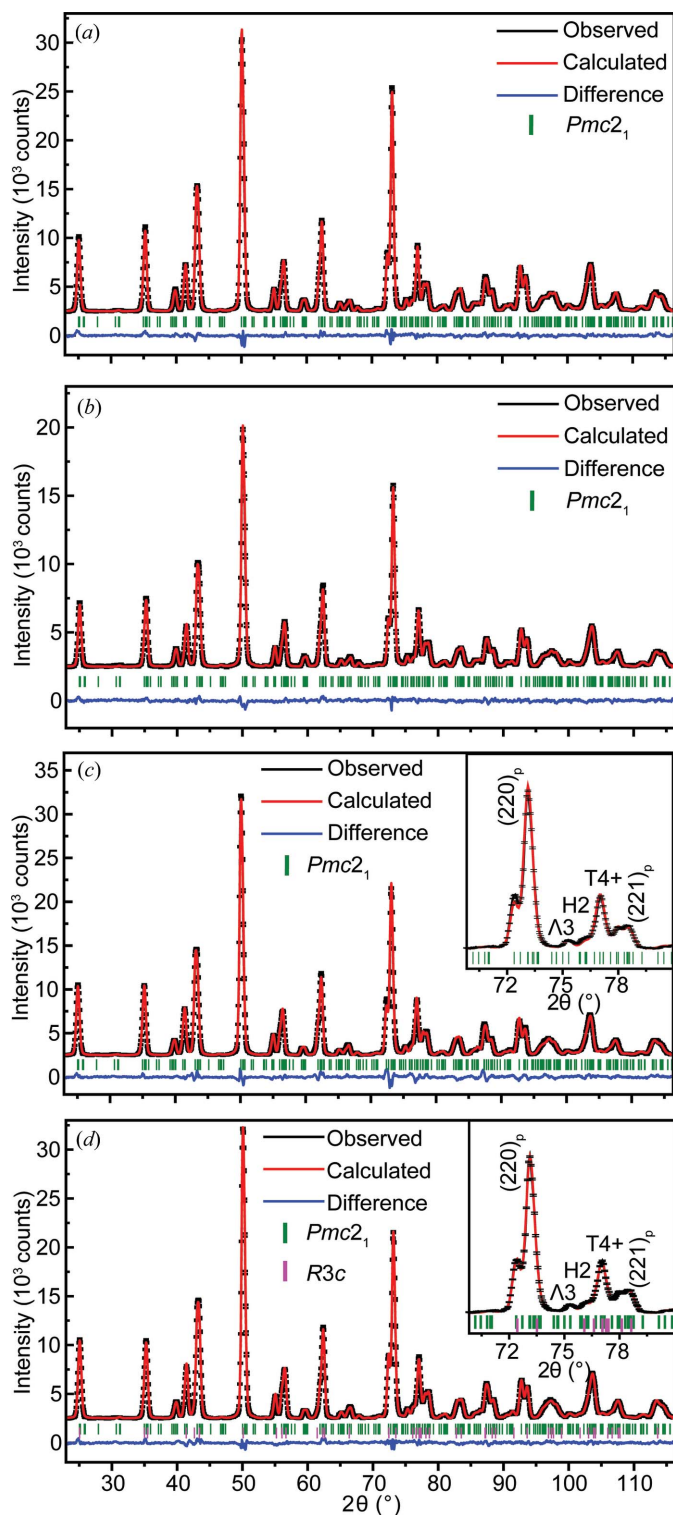 (a)
Observed
Calculated
Difference
Pmc2₁
Intensity (10³ counts)
30
25
20
15
10
5
0
(b)
Observed
Calculated
Difference
Pmc2₁
Intensity (10³ counts)
20
15
10
5
0
(c)
Observed
Calculated
Difference
Pmc2₁
Intensity (10³ counts)
35
30
25
20
15
10
5
0
(220)ₚ
Λ3
H2
T4+
(221)ₚ
72 75 78
2θ (°)
(d)
Observed
Calculated
Difference
Pmc2₁
R3c
Intensity (10³ counts)
30
25
20
15
10
5
0
(220)ₚ
Λ3
H2
T4+
(221)ₚ
72 75 78
2θ (°)
30 40 50 60 70 80 90 100 110
2θ (°)